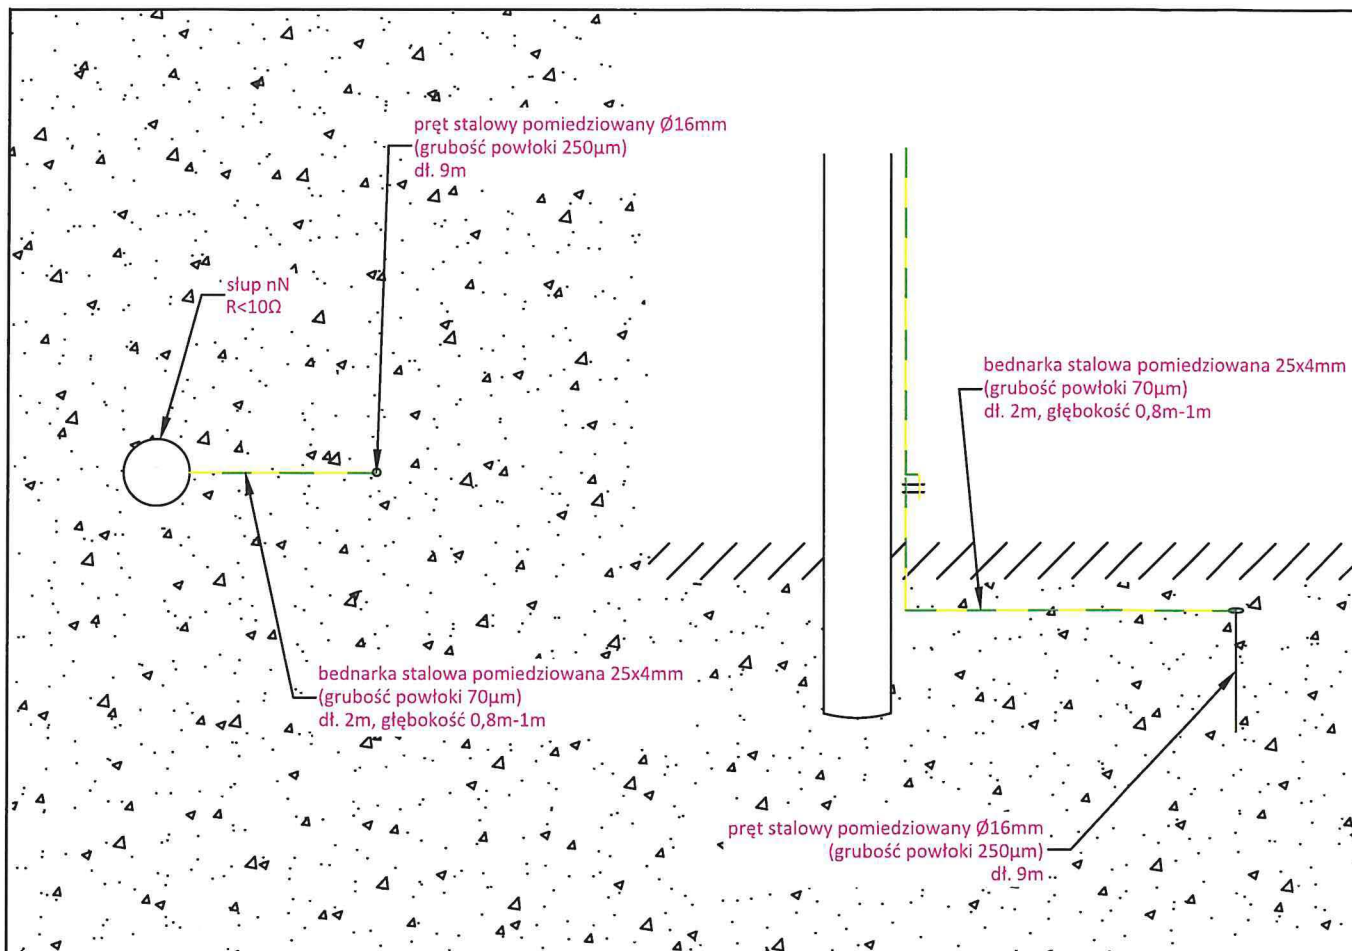 pręt stalowy pomiedziowany Ø16mm
(grubość powłoki 250µm)
dł. 9m
słup nN
R<10Ω
bednarka stalowa pomiedziowana 25x4mm
(grubość powłoki 70µm)
dł. 2m, głębokość 0,8m-1m
bednarka stalowa pomiedziowana 25x4mm
(grubość powłoki 70µm)
dł. 2m, głębokość 0,8m-1m
pręt stalowy pomiedziowany Ø16mm
(grubość powłoki 250µm)
dł. 9m